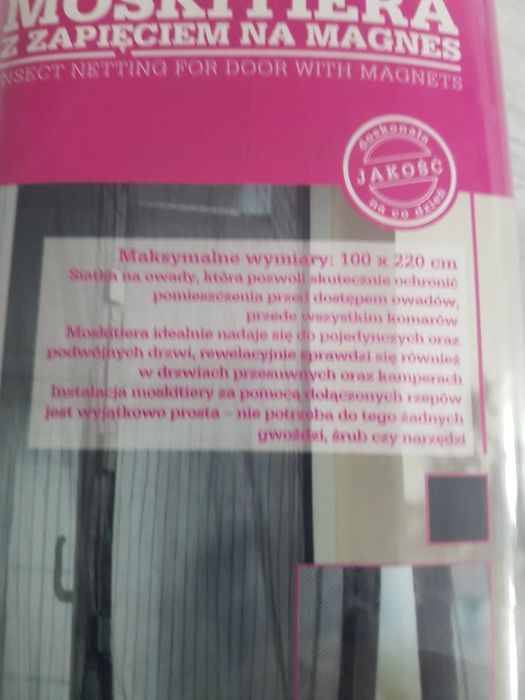 MOSKITIERA
Z ZAPIĘCIEM NA MAGNES
INSECT NETTING FOR DOOR WITH MAGNETS
doskonała
JAKOŚĆ
na co dzień
Maksymalne wymiary: 100 x 220 cm
Siatka na owady, która pozwoli skutecznie ochronić
pomieszczenia przed dostępem owadów,
przede wszystkim komarów
Moskitiera idealnie nadaje się do pojedynczych oraz
podwójnych drzwi, rewelacyjnie sprawdzi się również
w drzwiach przesuwnych oraz kamperach
Instalacja moskitiery za pomocą dołączonych rzepów
jest wyjątkowo prosta – nie potrzeba do tego żadnych
gwoździ, śrub czy narzędzi